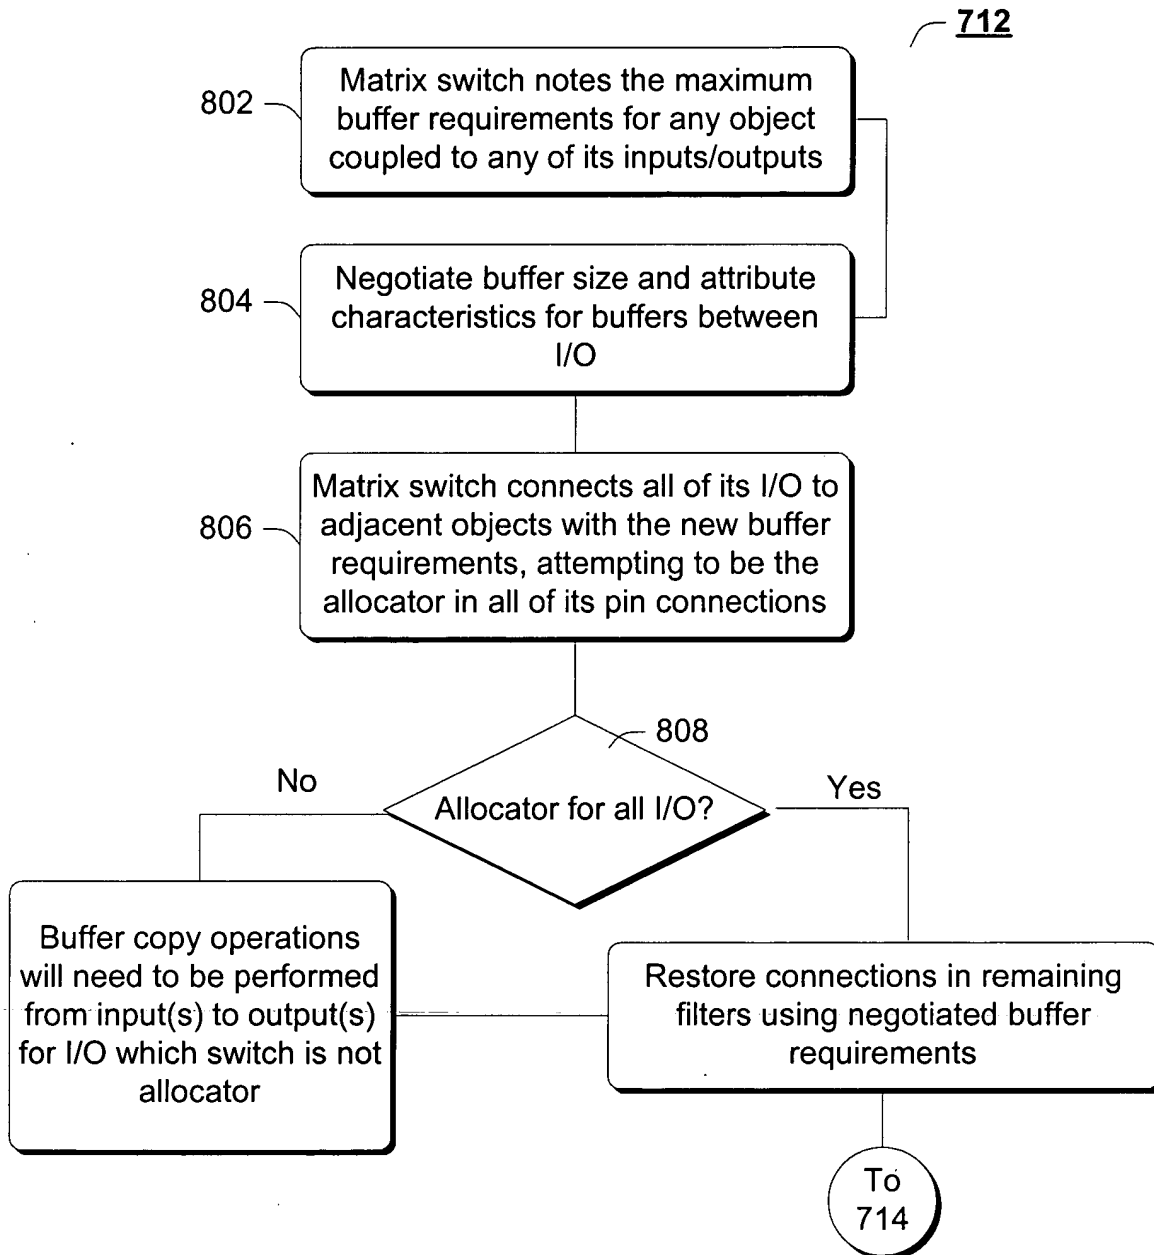 712
802
Matrix switch notes the maximum
buffer requirements for any object
coupled to any of its inputs/outputs
804
Negotiate buffer size and attribute
characteristics for buffers between
I/O
806
Matrix switch connects all of its I/O to
adjacent objects with the new buffer
requirements, attempting to be the
allocator in all of its pin connections
808
No
Allocator for all I/O?
Yes
Buffer copy operations
will need to be performed
from input(s) to output(s)
for I/O which switch is not
allocator
Restore connections in remaining
filters using negotiated buffer
requirements
To
714